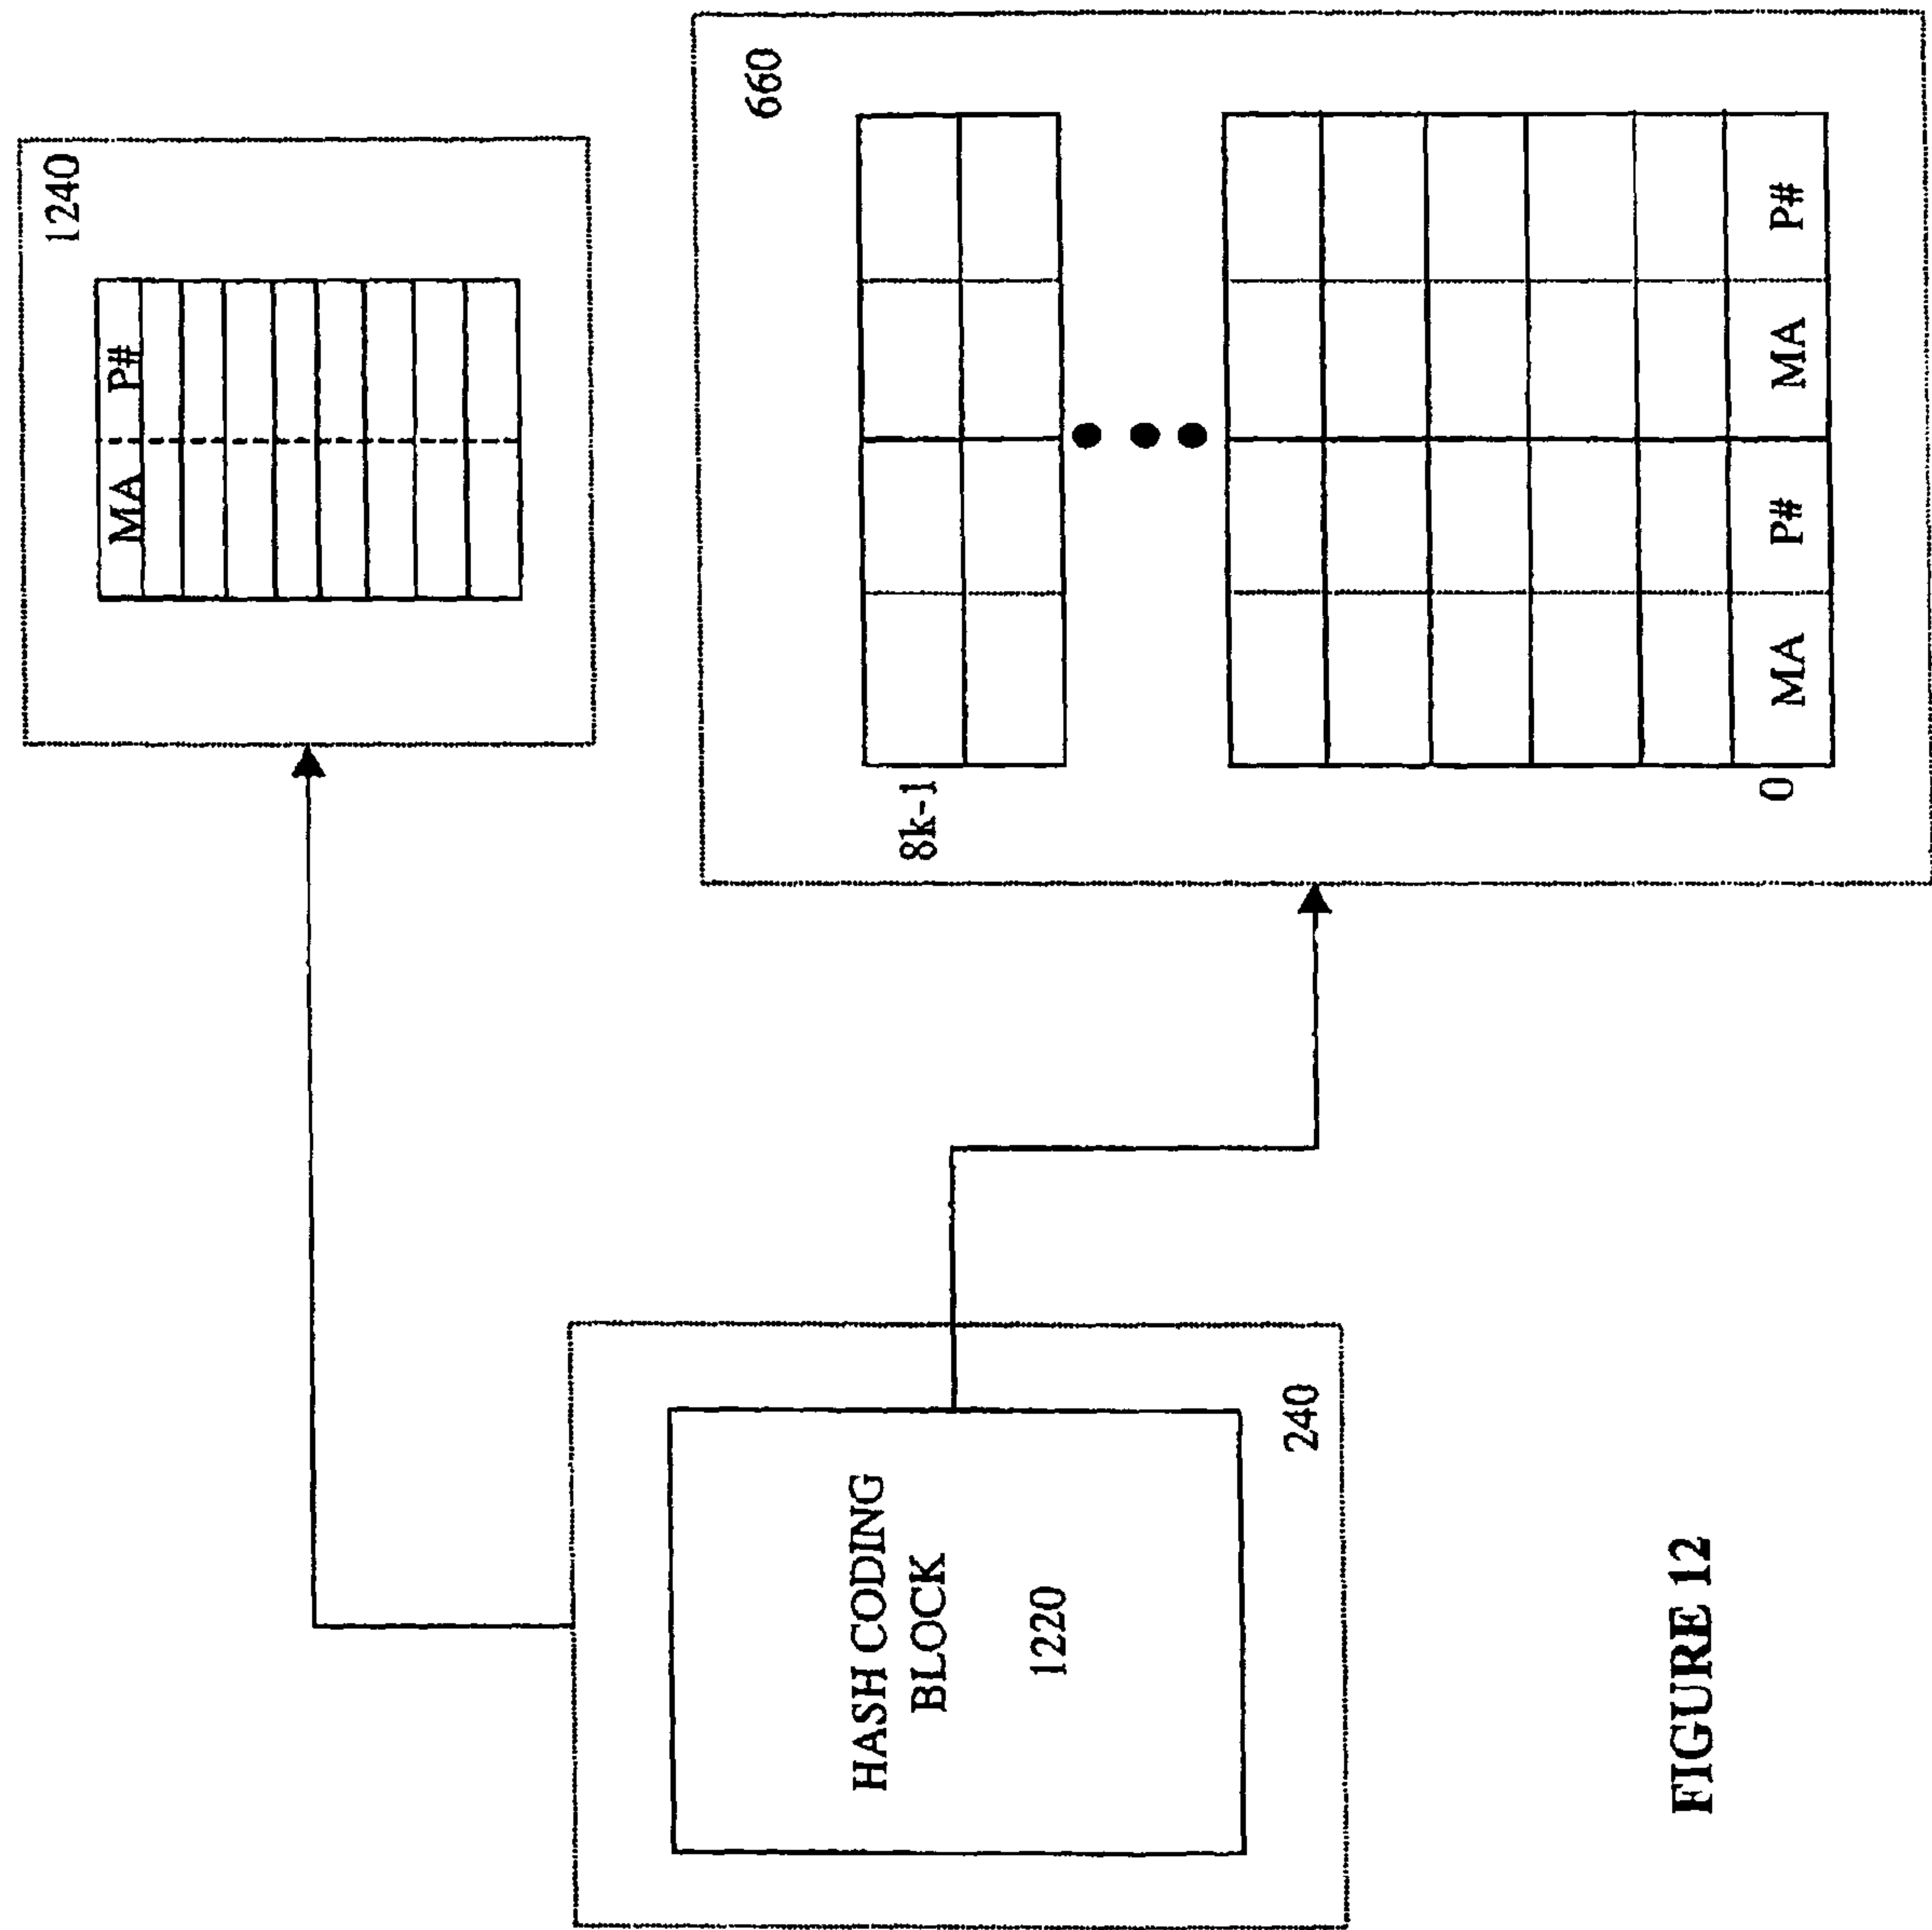 1240
MA P#
HASH CODING
BLOCK
1220
240
660
8k-1
0 MA P# MA P#
FIGURE 12